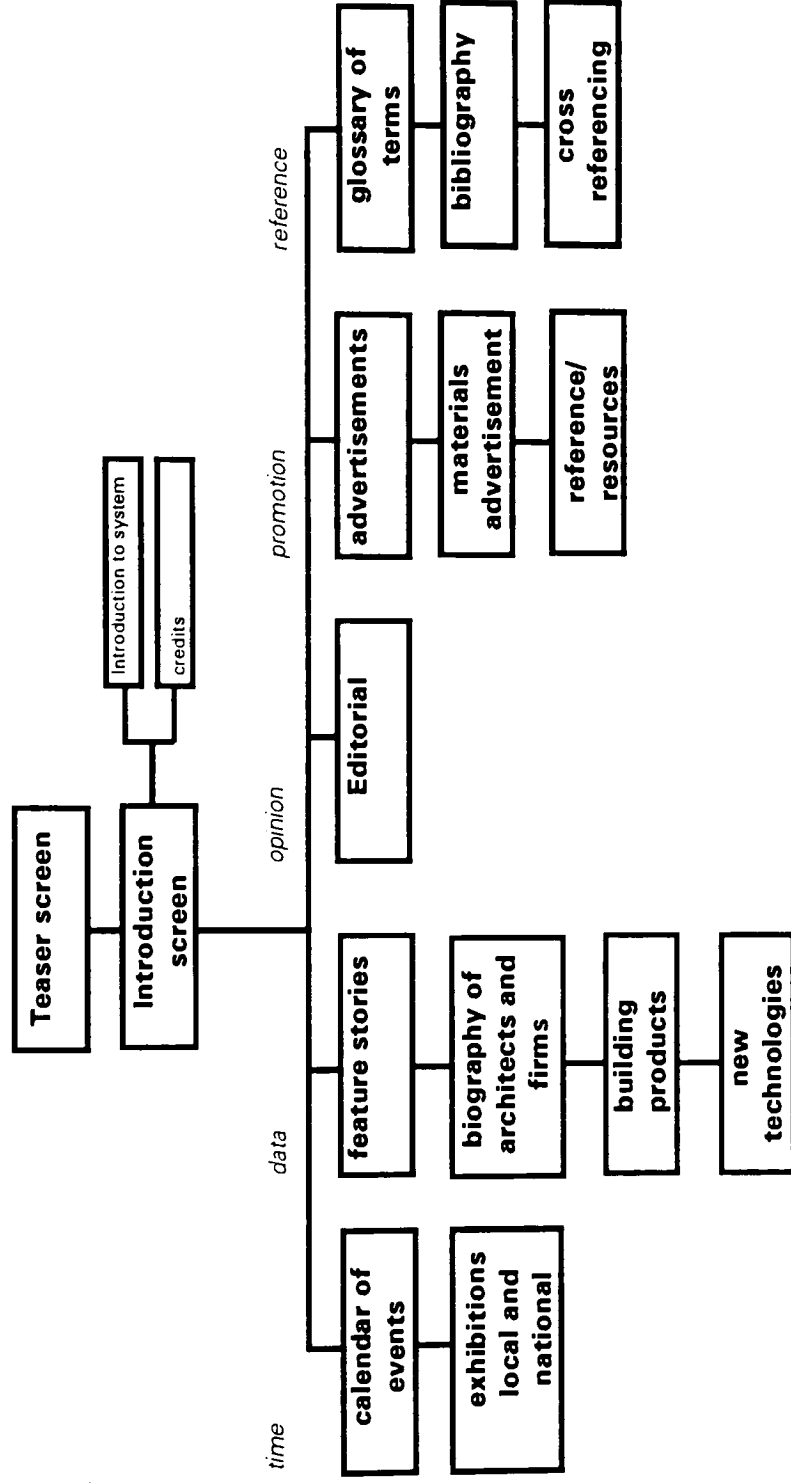 Teaser screen
Introduction
screen
Introduction to system
credits
time
data
opinion
promotion
reference
calendar of
events
exhibitions
local and
national
feature stories
biography of
architects and
firms
building
products
new
technologies
Editorial
advertisements
materials
advertisement
reference/
resources
glossary of
terms
bibliography
cross
referencing